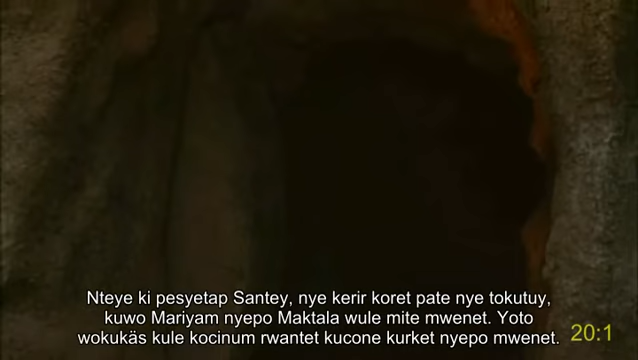 Nteye ki pesyetap Santey, nye kerir koret pate nye tokutuy,
kuwo Mariyam nyepo Maktala wule mite mwenet. Yoto
wokukäs kule kocinum rwantet kucone kurket nyepo mwenet.
20:1